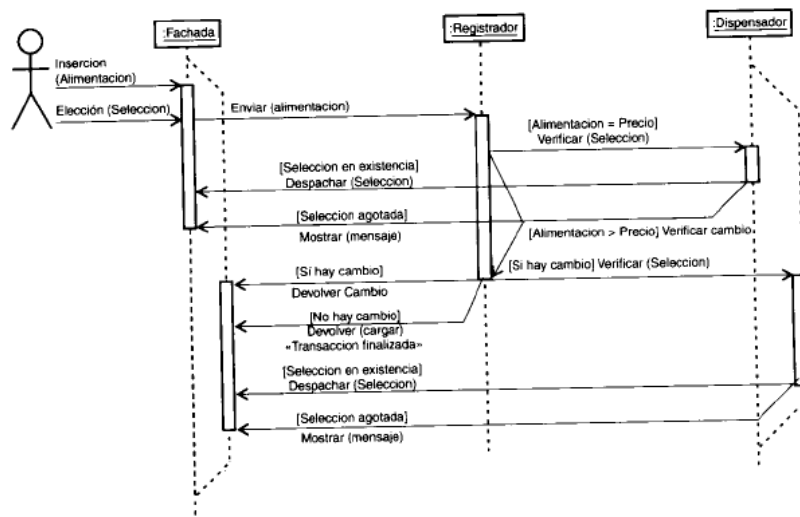 :Fachada
:Registrador
:Dispensador
Insercion
(Alimentacion)
Elección (Seleccion)
Enviar (alimentacion)
[Alimentacion = Precio]
Verificar (Seleccion)
[Seleccion en existencia]
Despachar (Seleccion)
[Seleccion agotada]
Mostrar (mensaje)
[Alimentacion > Precio] Verificar cambio
[Si hay cambio] Verificar (Seleccion)
[Sí hay cambio]
Devolver Cambio
[No hay cambio]
Devolver (cargar)
«Transaccion finalizada»
[Seleccion en existencia]
Despachar (Seleccion)
[Seleccion agotada]
Mostrar (mensaje)